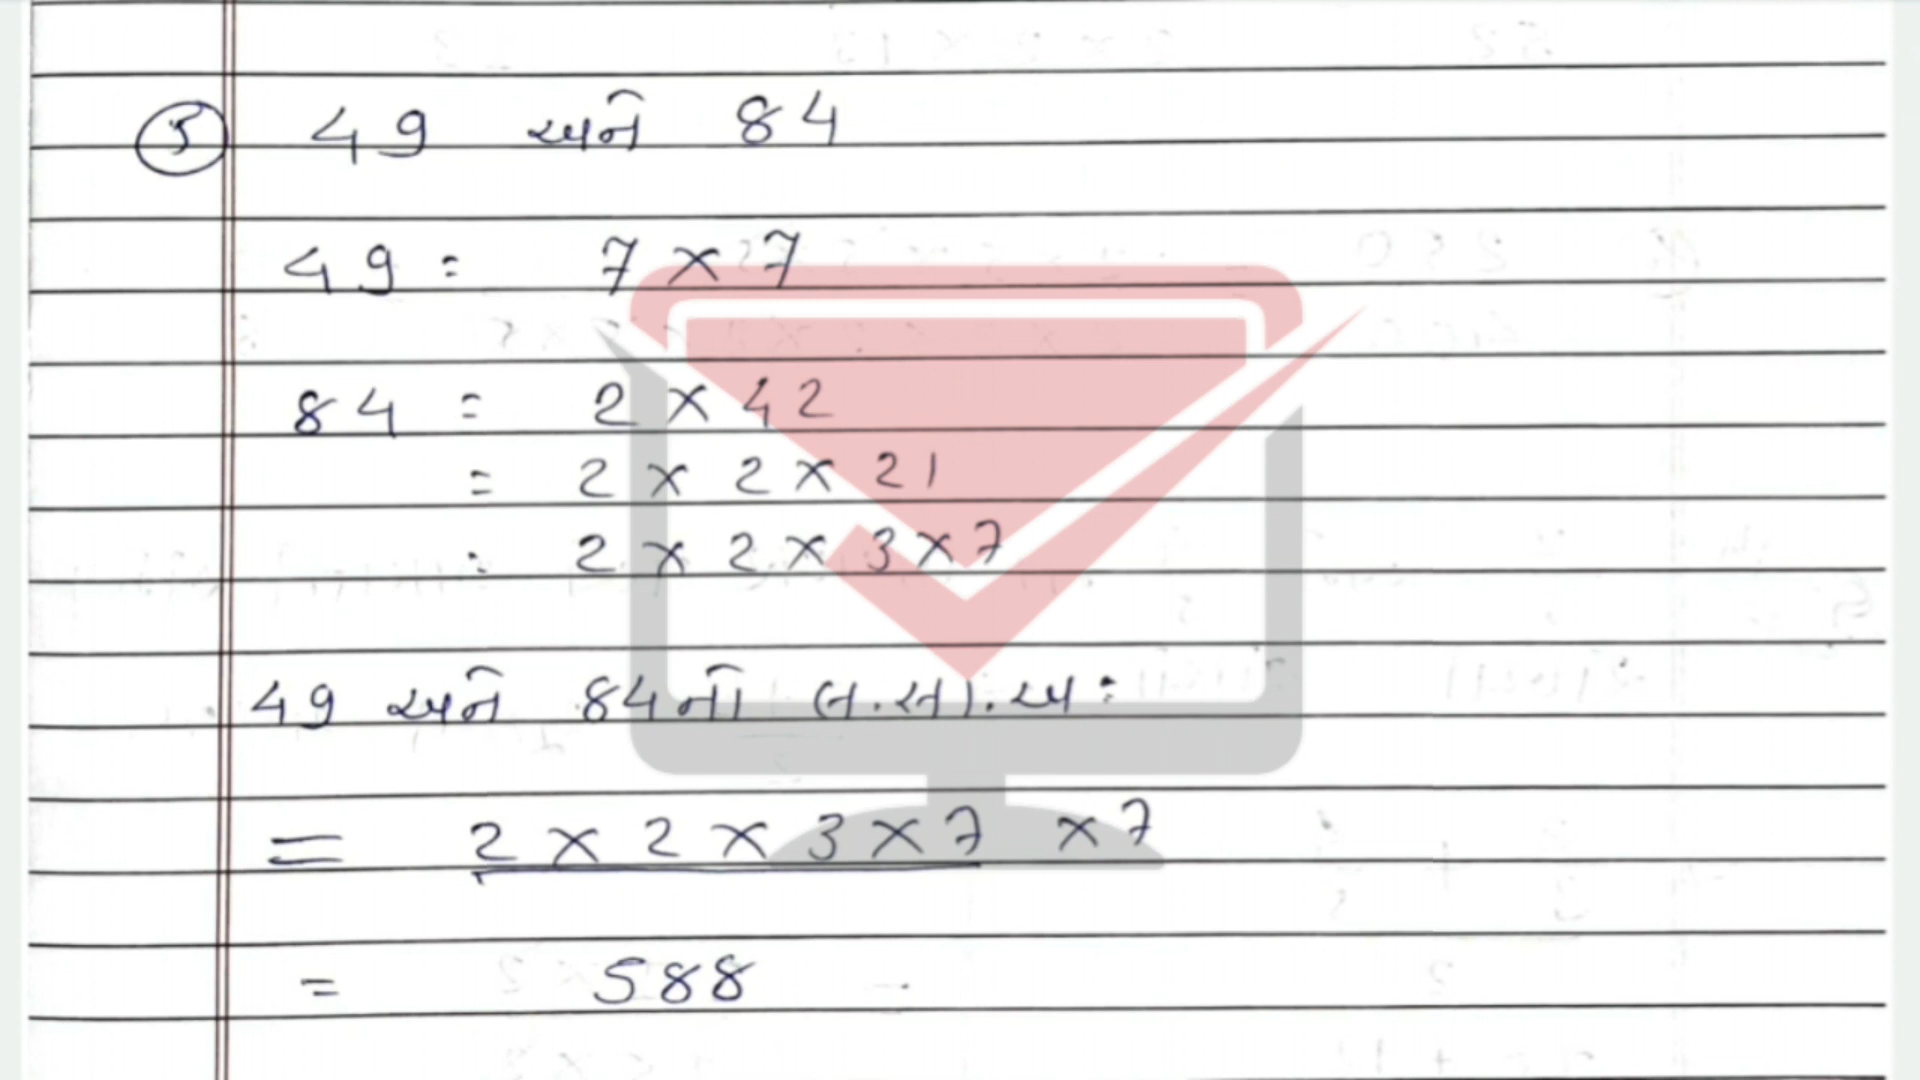 5 49 અને 84
49 = 7 × 7
84 = 2 × 42
= 2 × 2 × 21
= 2 × 2 × 3 × 7
49 અને 84નો લ.સા.અ =
= 2 × 2 × 3 × 7 × 7
= 588